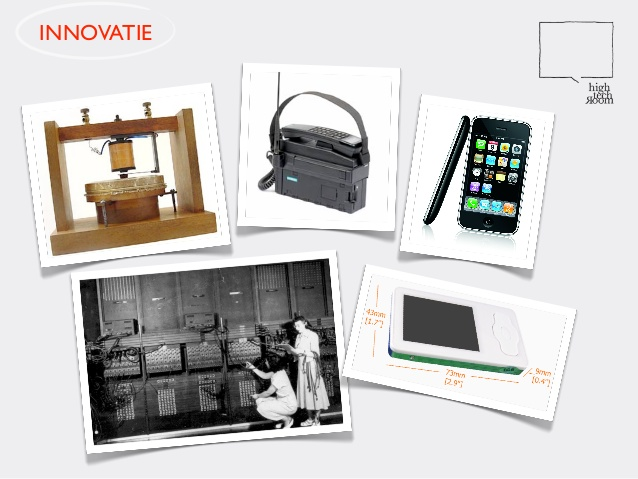 INNOVATIE
high
tech
Room
43mm
(1.7")
73mm
(2.9")
9mm
(0.4")